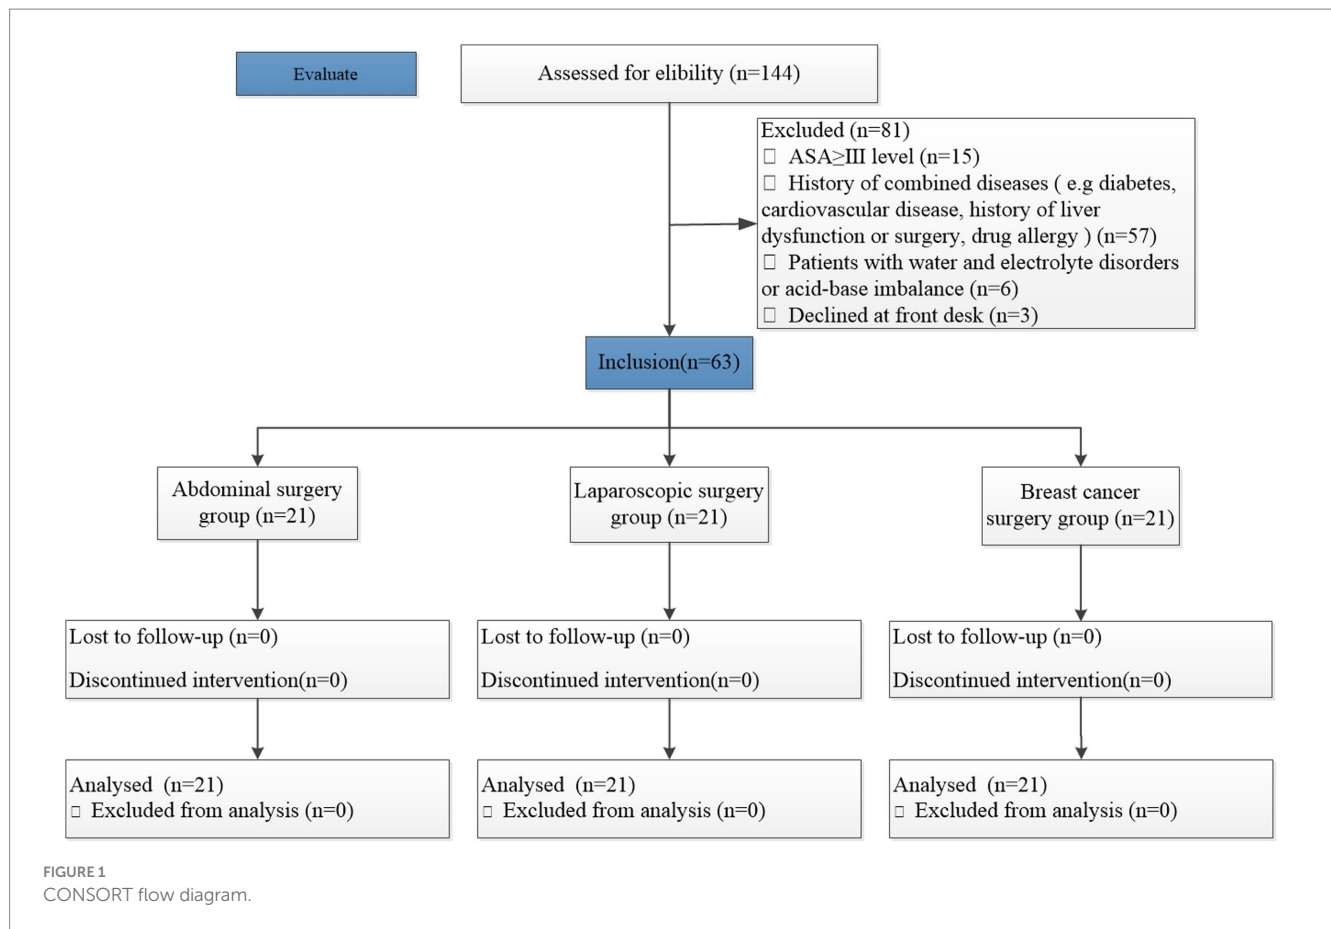 Evaluate
Assessed for elibility (n=144)
Excluded (n=81)
□ ASA≥III level (n=15)
□ History of combined diseases ( e.g diabetes,
cardiovascular disease, history of liver
dysfunction or surgery, drug allergy ) (n=57)
□ Patients with water and electrolyte disorders
or acid-base imbalance (n=6)
□ Declined at front desk (n=3)
Inclusion(n=63)
Abdominal surgery
group (n=21)
Laparoscopic surgery
group (n=21)
Breast cancer
surgery group (n=21)
Lost to follow-up (n=0)
Discontinued intervention(n=0)
Lost to follow-up (n=0)
Discontinued intervention(n=0)
Lost to follow-up (n=0)
Discontinued intervention(n=0)
Analysed (n=21)
□ Excluded from analysis (n=0)
Analysed (n=21)
□ Excluded from analysis (n=0)
Analysed (n=21)
□ Excluded from analysis (n=0)
FIGURE 1
CONSORT flow diagram.